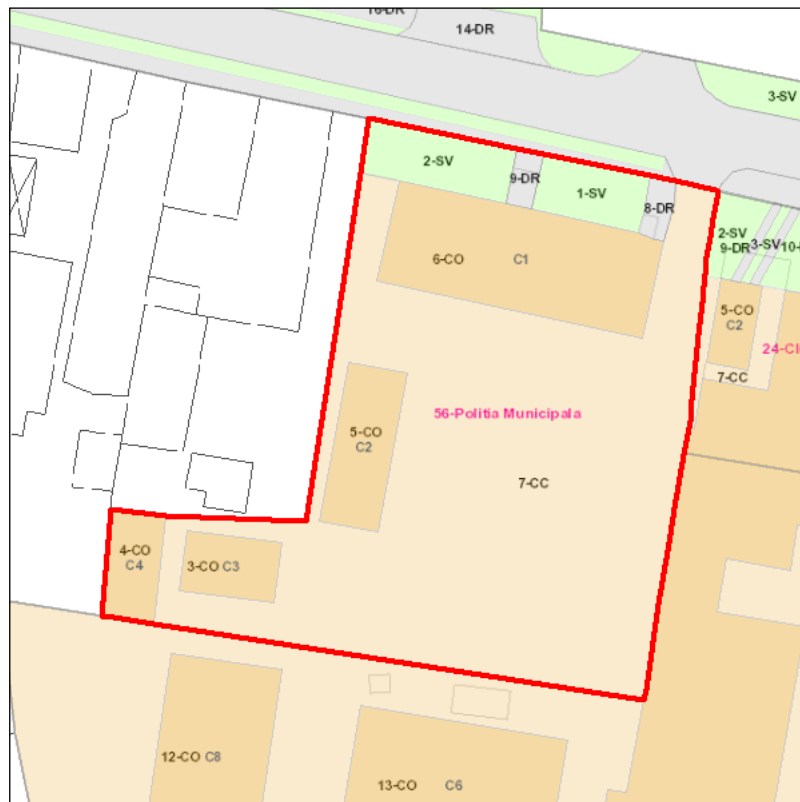 14-DR
3-SV
2-SV
9-DR
1-SV
8-DR
2-SV
9-DR
3-SV
6-CO C1
5-CO
C2
7-CC
5-CO
C2
56-Politia Municipala
7-CC
4-CO
C4
3-CO C3
12-CO C8
13-CO C6